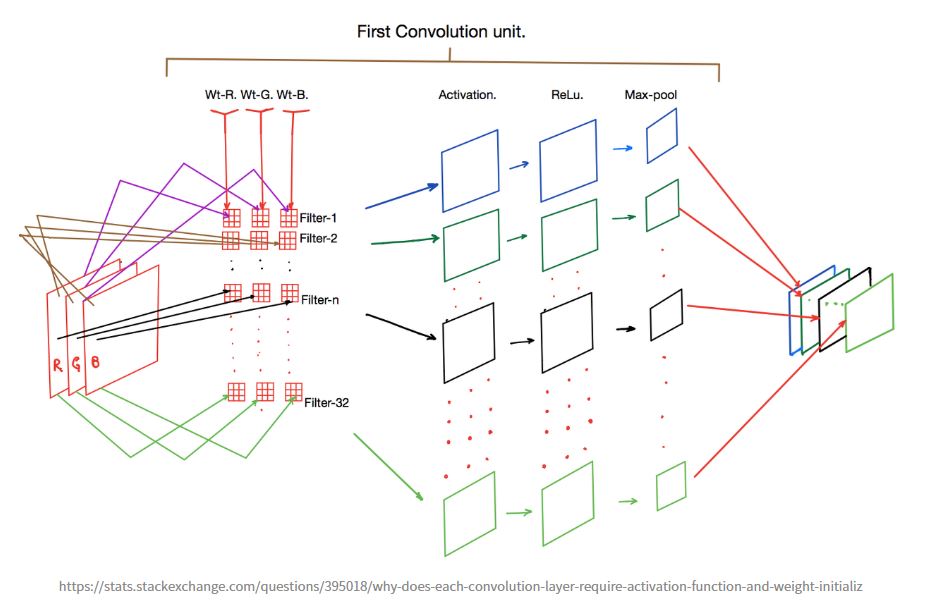 First Convolution unit.
Wt-R. Wt-G. Wt-B.
Activation.
ReLu.
Max-pool
Filter-1
Filter-2
Filter-n
R G B
Filter-32
https://stats.stackexchange.com/questions/395018/why-does-each-convolution-layer-require-activation-function-and-weight-initializ